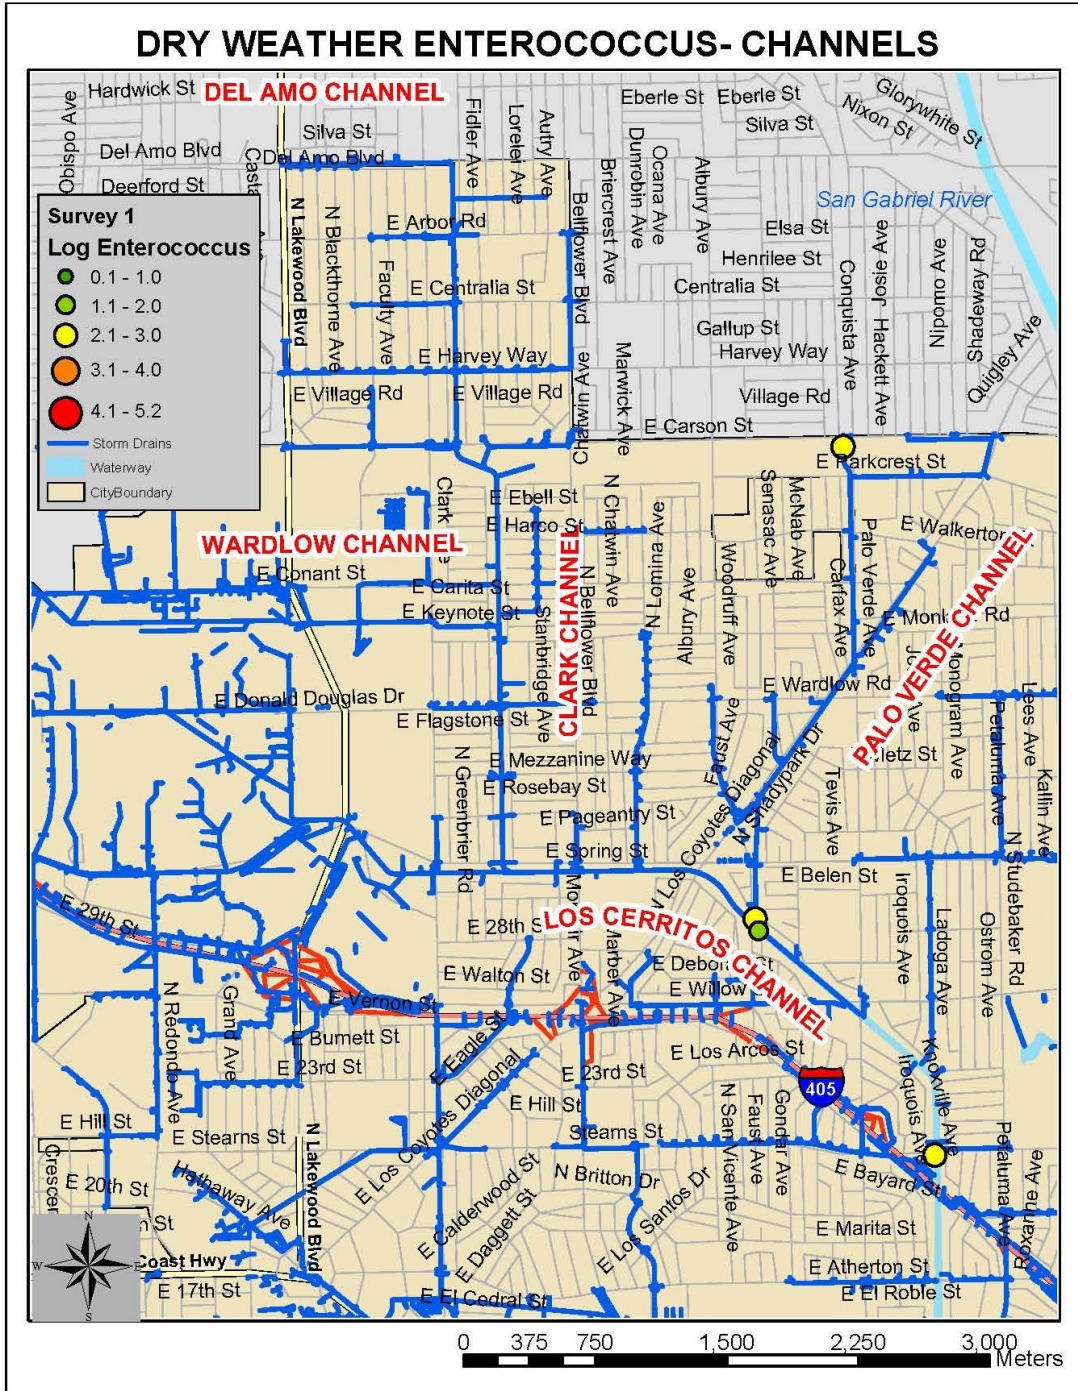 DRY WEATHER ENTEROCOCCUS- CHANNELS
Hardwick St
DEL AMO CHANNEL
Obispo Ave
Silva St
Del Amo Blvd
Del Amo Blvd
Deerford St
Fidler Ave
Lorelei Ave
Autry Ave
Eberle St
Eberle St
Silva St
Glorywhite St
Nixon St
Dunrobin Ave
Ocana Ave
Briercrest Ave
Albury Ave
San Gabriel River
Survey 1
Log Enterococcus
0.1 - 1.0
1.1 - 2.0
2.1 - 3.0
3.1 - 4.0
4.1 - 5.2
Storm Drains
Waterway
CityBoundary
N Lakewood Blvd
N Blackthorne Ave
Faculty Ave
E Arbor Rd
E Centralia St
E Harvey Way
E Village Rd
E Village Rd
Bellflower Blvd
Elsa St
Henrilee St
Centralia St
Gallup St
Harvey Way
Village Rd
E Carson St
Conquista Ave
Josie Ave
Hackett Ave
Nipomo Ave
Shadeway Rd
Quigley Ave
Charwin Ave
Marwick Ave
E Parkcrest St
E Ebell St
E Harco St
Clark
N Chatwin Ave
N Lomina Ave
Albury Ave
Woodruff Ave
Senasac Ave
McNab Ave
Carfax Ave
Palo Verde Ave
WARDLOW CHANNEL
E Conant St
E Carita St
E Keynote St
CLARK CHANNEL
Stanbridge Ave
N Bellflower Blvd
PALO VERDE CHANNEL
E Wardlow Rd
Monogram Ave
Lees Ave
Petaluma Ave
Kallin Ave
E Donald Douglas Dr
E Flagstone St
E Mezzanine Way
E Rosebay St
E Pageantry St
E Spring St
N Greenbrier Rd
Faust Ave
N Los Coyotes Diagonal
N Shadypark Dr
Tevis Ave
E Belen St
N Studebaker Rd
E 29th St
E 28th S
LOS CERRITOS CHANNEL
Iroquois Ave
Ladoga Ave
Ostrom Ave
E Walton St
E Willow
E Vernon St
N Redondo Ave
Grand Ave
E Burnett St
E 23rd St
E Eagle St
E Los Coyotes Diagonal
E 23rd St
E Los Arcos St
405
Iroquois Ave
Knoxville Ave
E Hill St
E Hill St
E Stearns St
Stearns St
N San Vicente Ave
Faust Ave
Gondar Ave
E Bayard St
Petaluma Ave
Roxanne Ave
E 20th St
Hathaway Ave
N Lakewood Blvd
E Calderwood St
E Daggett St
N Britton Dr
E Los Santos Dr
E Marita St
E Atherton St
E El Roble St
N
W
E
S
Coast Hwy
E 17th St
E El Cedral St
0 375 750 1,500 2,250 3,000
Meters